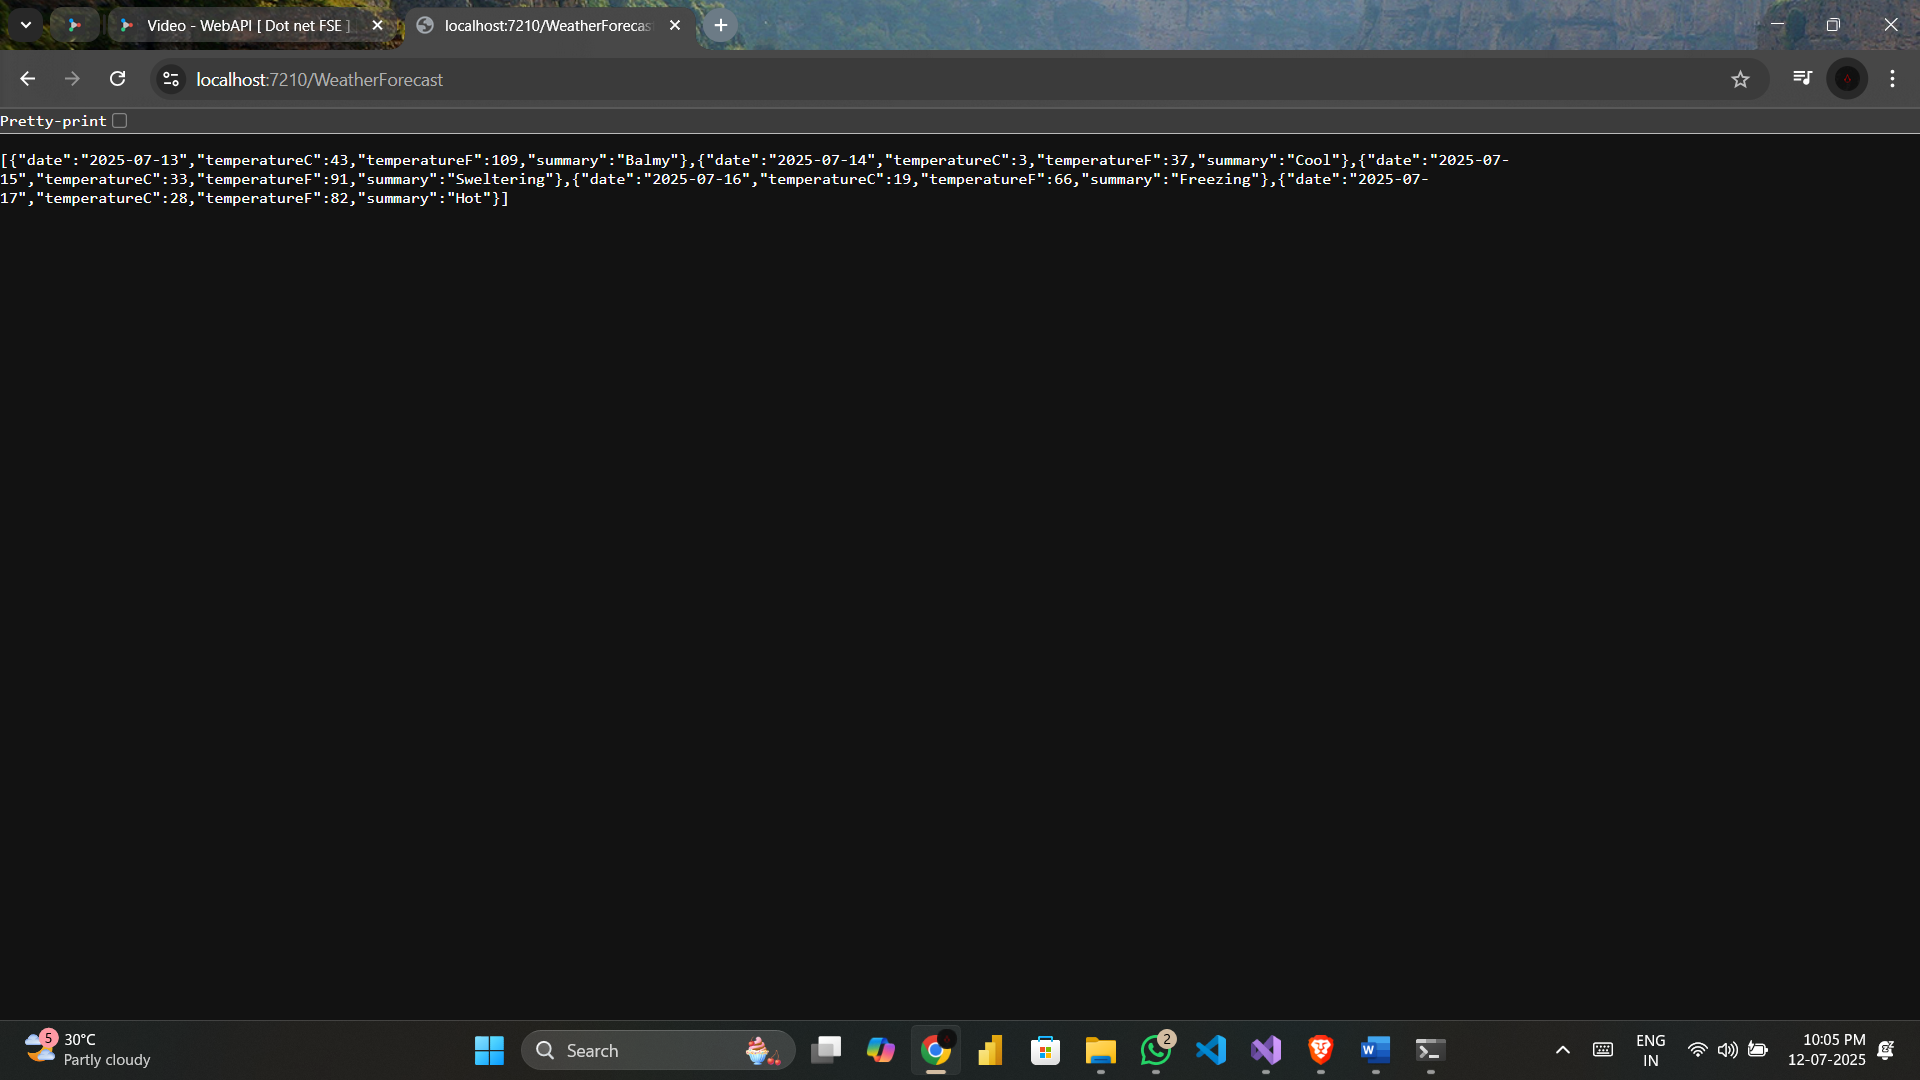 Video - WebAPI [ Dot net FSE ]
localhost:7210/WeatherForecas
localhost:7210/WeatherForecast
Pretty-print
[{"date":"2025-07-13","temperatureC":43,"temperatureF":109,"summary":"Balmy"},{"date":"2025-07-14","temperatureC":3,"temperatureF":37,"summary":"Cool"},{"date":"2025-07-
15","temperatureC":33,"temperatureF":91,"summary":"Sweltering"},{"date":"2025-07-16","temperatureC":19,"temperatureF":66,"summary":"Freezing"},{"date":"2025-07-
17","temperatureC":28,"temperatureF":82,"summary":"Hot"}]
5
30°C
Partly cloudy
Search
2
ENG
IN
10:05 PM
12-07-2025